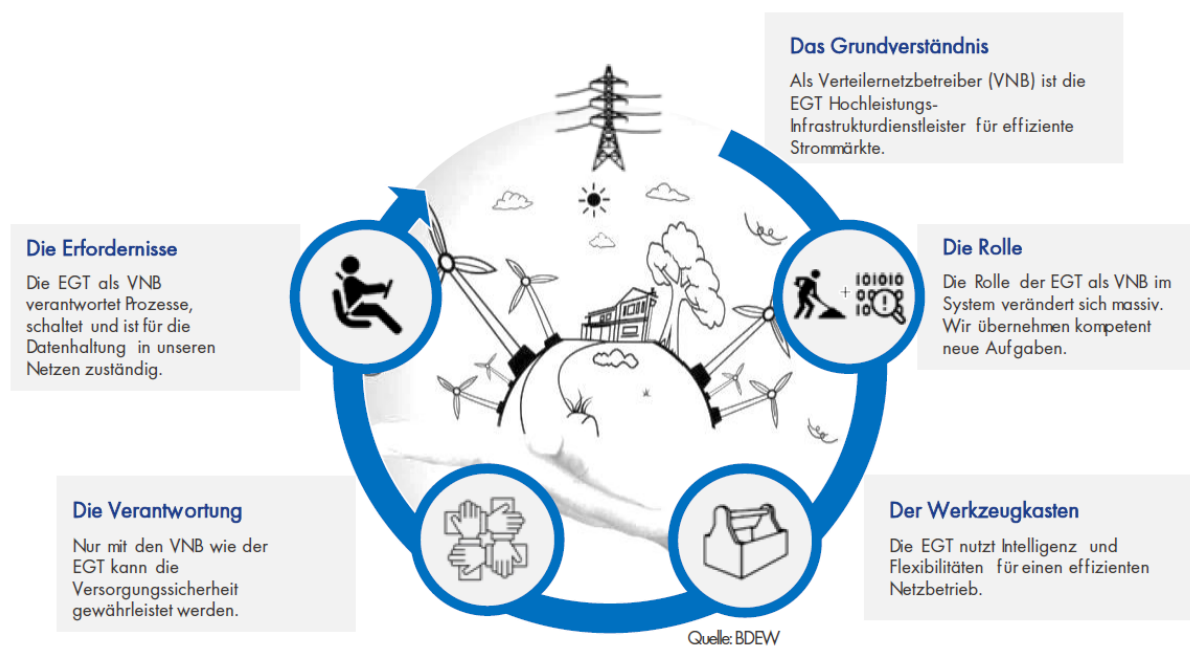 Das Grundverständnis
Als Verteilernetzbetreiber (VNB) ist die
EGT Hochleistungs-
Infrastrukturdienstleister für effiziente
Strommärkte.
Die Rolle
Die Rolle der EGT als VNB im
System verändert sich massiv.
Wir übernehmen kompetent
neue Aufgaben.
+
101010
Der Werkzeugkasten
Die EGT nutzt Intelligenz und
Flexibilitäten für einen effizienten
Netzbetrieb.
Die Verantwortung
Nur mit den VNB wie der
EGT kann die
Versorgungssicherheit
gewährleistet werden.
Die Erfordernisse
Die EGT als VNB
verantwortet Prozesse,
schaltet und ist für die
Datenhaltung in unseren
Netzen zuständig.
Quelle: BDEW